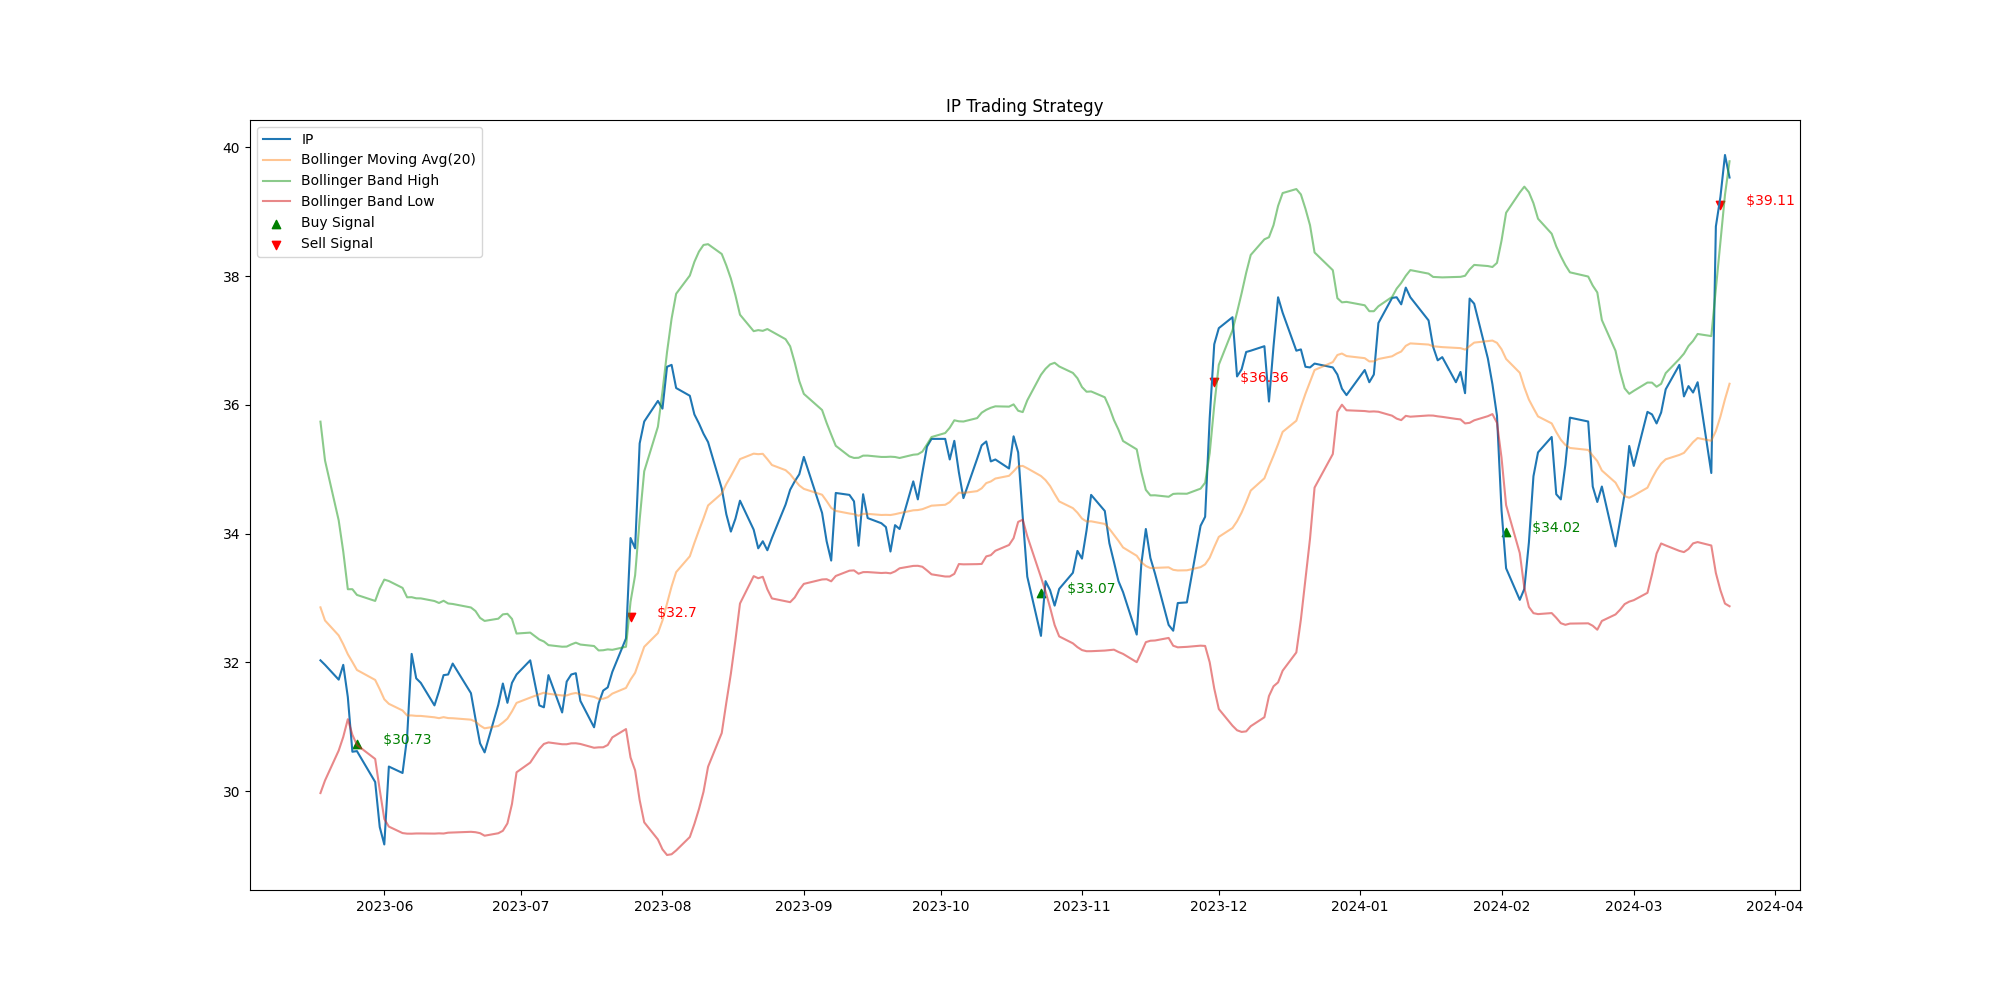 IP Trading Strategy
IP
Bollinger Moving Avg(20)
Bollinger Band High
Bollinger Band Low
Buy Signal
Sell Signal
40
38
36
34
32
30
$39.11
$36.36
$34.02
$33.07
$32.7
$30.73
2023-06 2023-07 2023-08 2023-09 2023-10 2023-11 2023-12 2024-01 2024-02 2024-03 2024-04